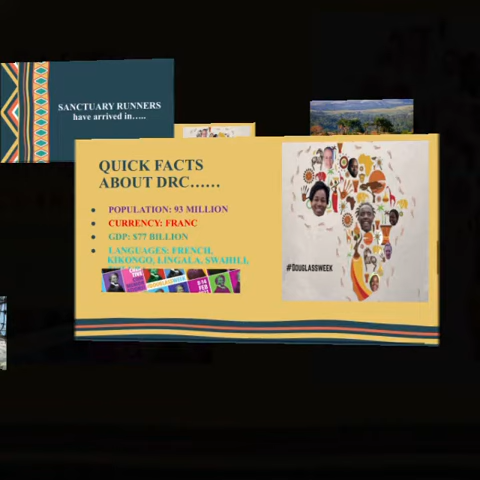 SANCTUARY RUNNERS
have arrived in.....
QUICK FACTS
ABOUT DRC......
POPULATION: 93 MILLION
CURRENCY: FRANC
GDP: $77 BILLION
LANGUAGES: FRENCH,
KIKONGO, LINGALA, SWAHILI,
#DOUGLASSWEEK